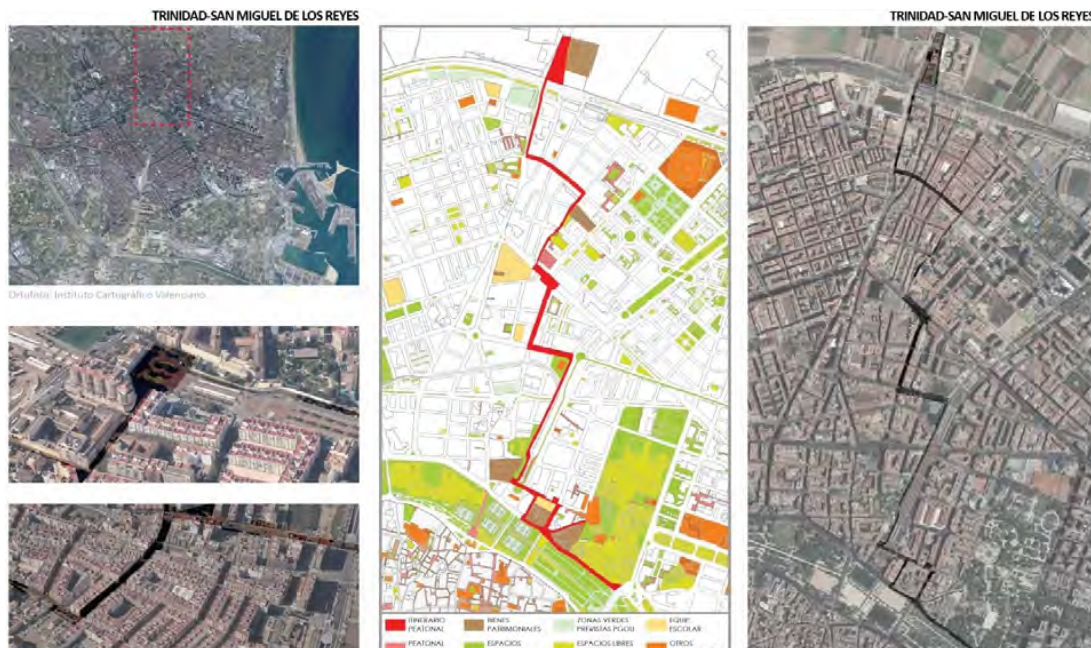 TRINIDAD-SAN MIGUEL DE LOS REYES
TRINIDAD-SAN MIGUEL DE LOS REYES
Ortofoto: Instituto Cartográfico Valenciano.
ITINERARIO PEATONAL
BIENES PATRIMONIALES
ZONAS VERDES PREVISTAS PGOU
EQUIP. ESCOLAR
PEATONAL
ESPACIOS
ESPACIOS LIBRES
OTROS